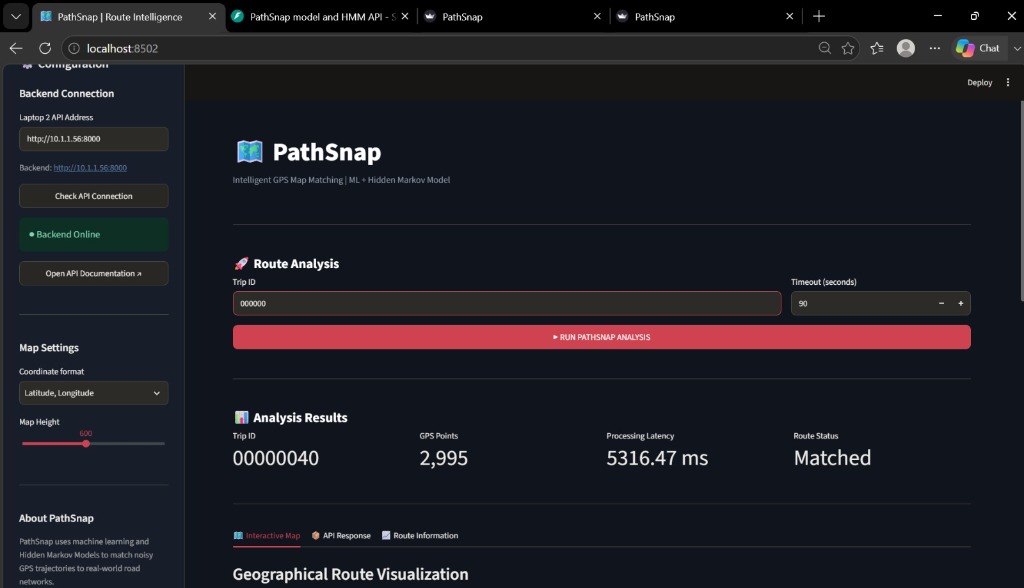 PathSnap | Route Intelligence
PathSnap model and HMM API - S
PathSnap
PathSnap
localhost:8502
Chat
Configuration
Deploy
Backend Connection
Laptop 2 API Address
http://10.1.1.56:8000
Backend: http://10.1.1.56:8000
Check API Connection
Backend Online
Open API Documentation ↗
Map Settings
Coordinate format
Latitude, Longitude
Map Height
600
About PathSnap
PathSnap uses machine learning and
Hidden Markov Models to match noisy
GPS trajectories to real-world road
networks.
PathSnap
Intelligent GPS Map Matching | ML + Hidden Markov Model
Route Analysis
Trip ID
Timeout (seconds)
000000
90
RUN PATHSNAP ANALYSIS
Analysis Results
Trip ID
GPS Points
Processing Latency
Route Status
00000040
2,995
5316.47 ms
Matched
Interactive Map
API Response
Route Information
Geographical Route Visualization